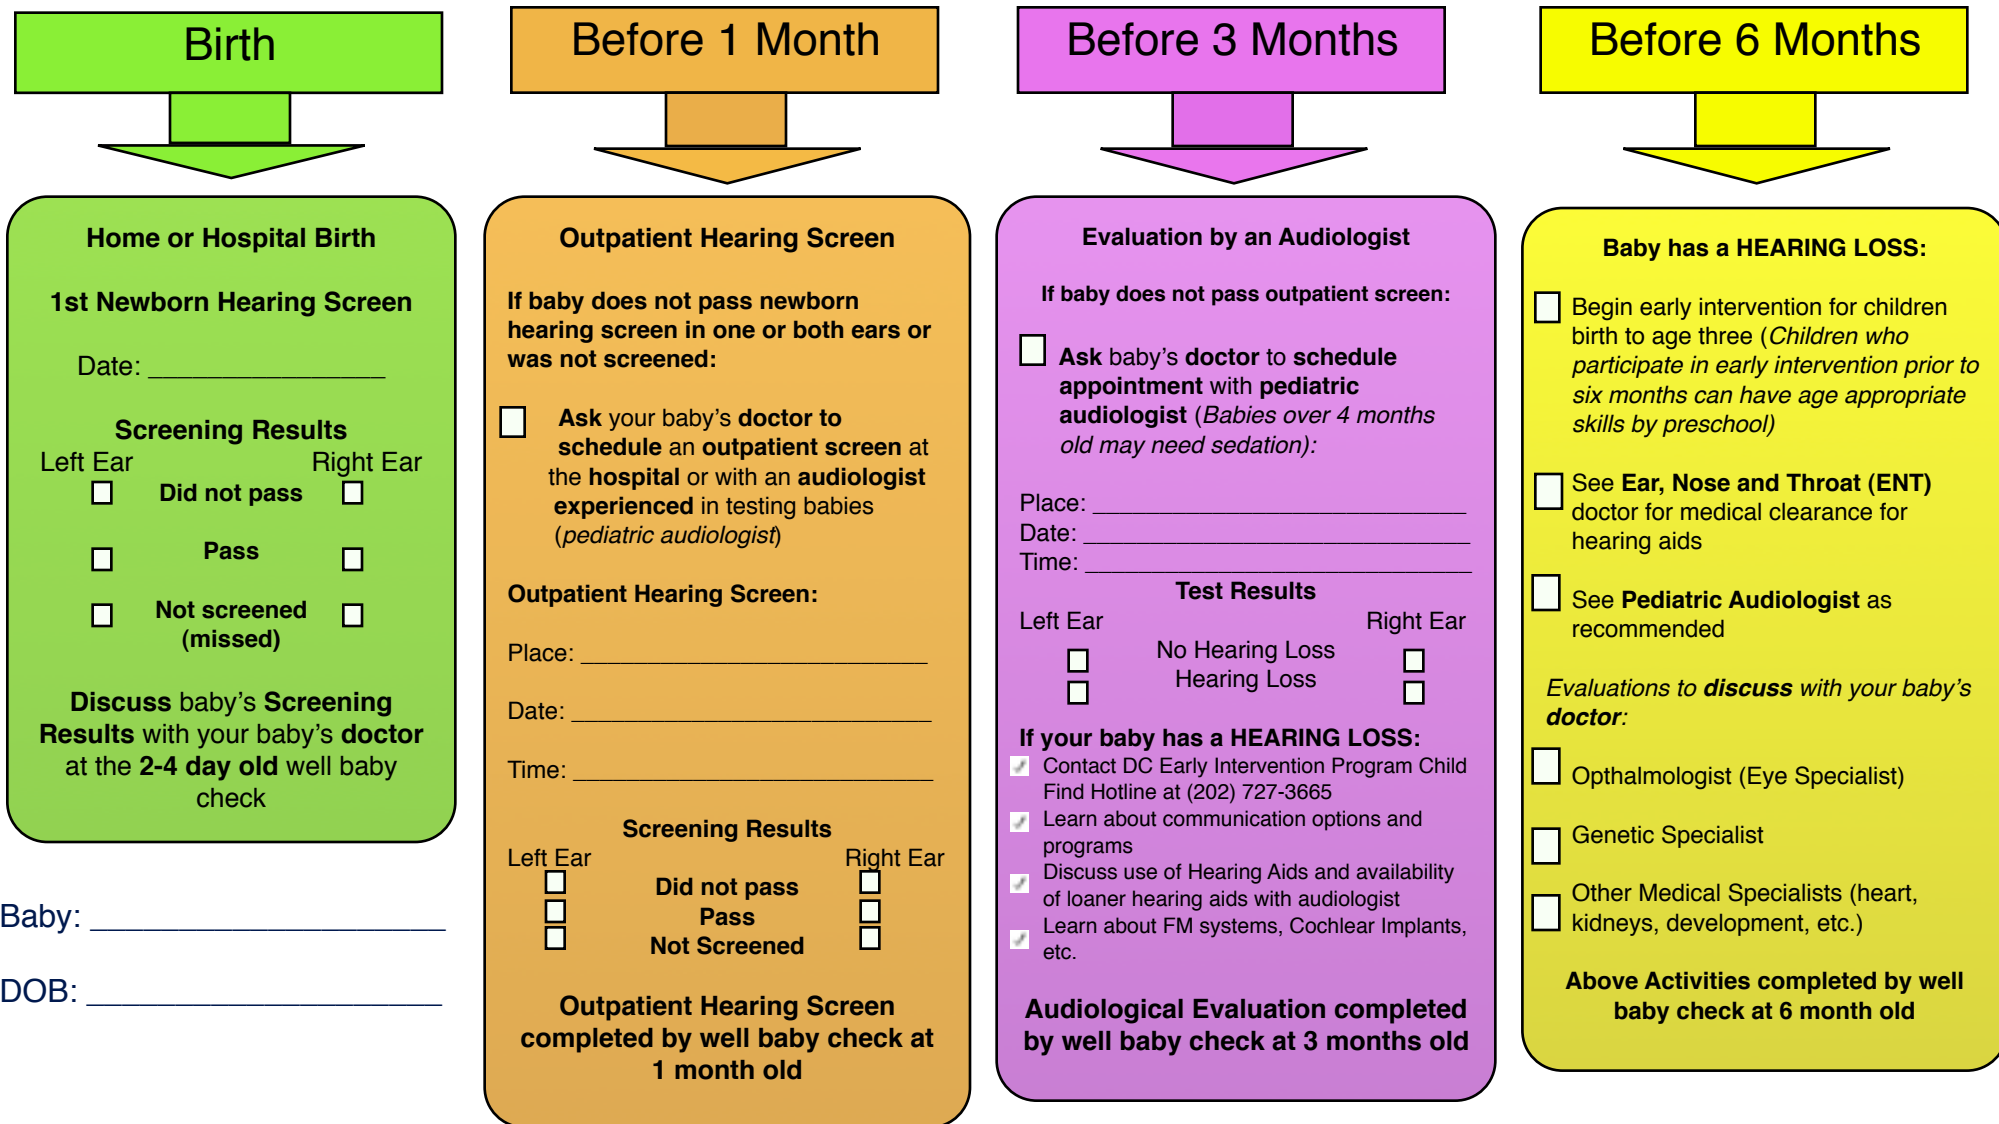 Birth
Home or Hospital Birth
1st Newborn Hearing Screen
Date: ________________
Screening Results
Left Ear Right Ear
Did not pass
Pass
Not screened
(missed)
Discuss baby's Screening
Results with your baby's doctor
at the 2-4 day old well baby
check
Baby: ____________________
DOB: ____________________
Before 1 Month
Outpatient Hearing Screen
If baby does not pass newborn
hearing screen in one or both ears or
was not screened:
Ask your baby's doctor to
schedule an outpatient screen at
the hospital or with an audiologist
experienced in testing babies
(pediatric audiologist)
Outpatient Hearing Screen:
Place: __________________________
Date: ___________________________
Time: ___________________________
Screening Results
Left Ear Right Ear
Did not pass
Pass
Not Screened
Outpatient Hearing Screen
completed by well baby check at
1 month old
Before 3 Months
Evaluation by an Audiologist
If baby does not pass outpatient screen:
Ask baby's doctor to schedule
appointment with pediatric
audiologist (Babies over 4 months
old may need sedation):
Place: ____________________________
Date: _____________________________
Time: _____________________________
Test Results
Left Ear Right Ear
No Hearing Loss
Hearing Loss
If your baby has a HEARING LOSS:
Contact DC Early Intervention Program Child
Find Hotline at (202) 727-3665
Learn about communication options and
programs
Discuss use of Hearing Aids and availability
of loaner hearing aids with audiologist
Learn about FM systems, Cochlear Implants,
etc.
Audiological Evaluation completed
by well baby check at 3 months old
Before 6 Months
Baby has a HEARING LOSS:
Begin early intervention for children
birth to age three (Children who
participate in early intervention prior to
six months can have age appropriate
skills by preschool)
See Ear, Nose and Throat (ENT)
doctor for medical clearance for
hearing aids
See Pediatric Audiologist as
recommended
Evaluations to discuss with your baby's
doctor:
Opthalmologist (Eye Specialist)
Genetic Specialist
Other Medical Specialists (heart,
kidneys, development, etc.)
Above Activities completed by well
baby check at 6 month old